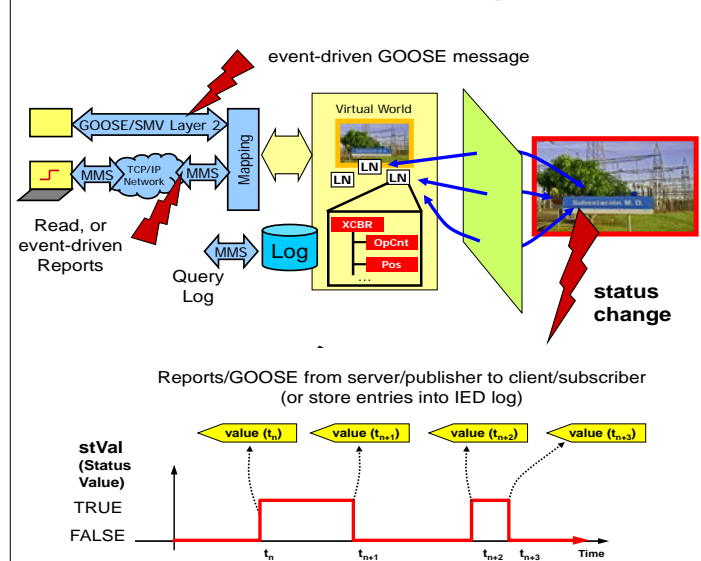 event-driven GOOSE message
GOOSE/SMV Layer 2
MMS
TCP/IP
Network
MMS
Mapping
Read, or
event-driven
Reports
MMS
Query
Log
Log
Virtual World
LN
LN
LN
XCBR
OpCnt
Pos
...
Subestación M. D.
status
change
Reports/GOOSE from server/publisher to client/subscriber
(or store entries into IED log)
value (tn)
value (tn+1)
value (tn+2)
value (tn+3)
stVal
(Status
Value)
TRUE
FALSE
tn
tn+1
tn+2
tn+3
Time